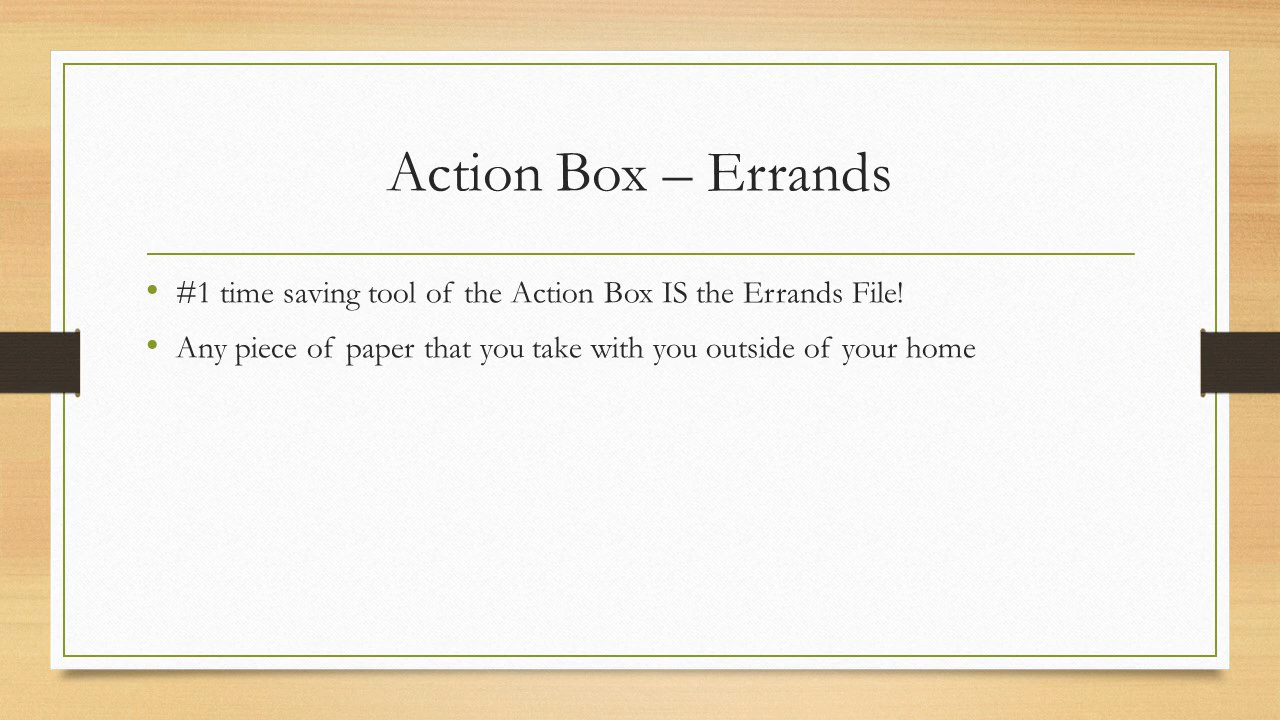 Action Box – Errands
• #1 time saving tool of the Action Box IS the Errands File!
• Any piece of paper that you take with you outside of your home